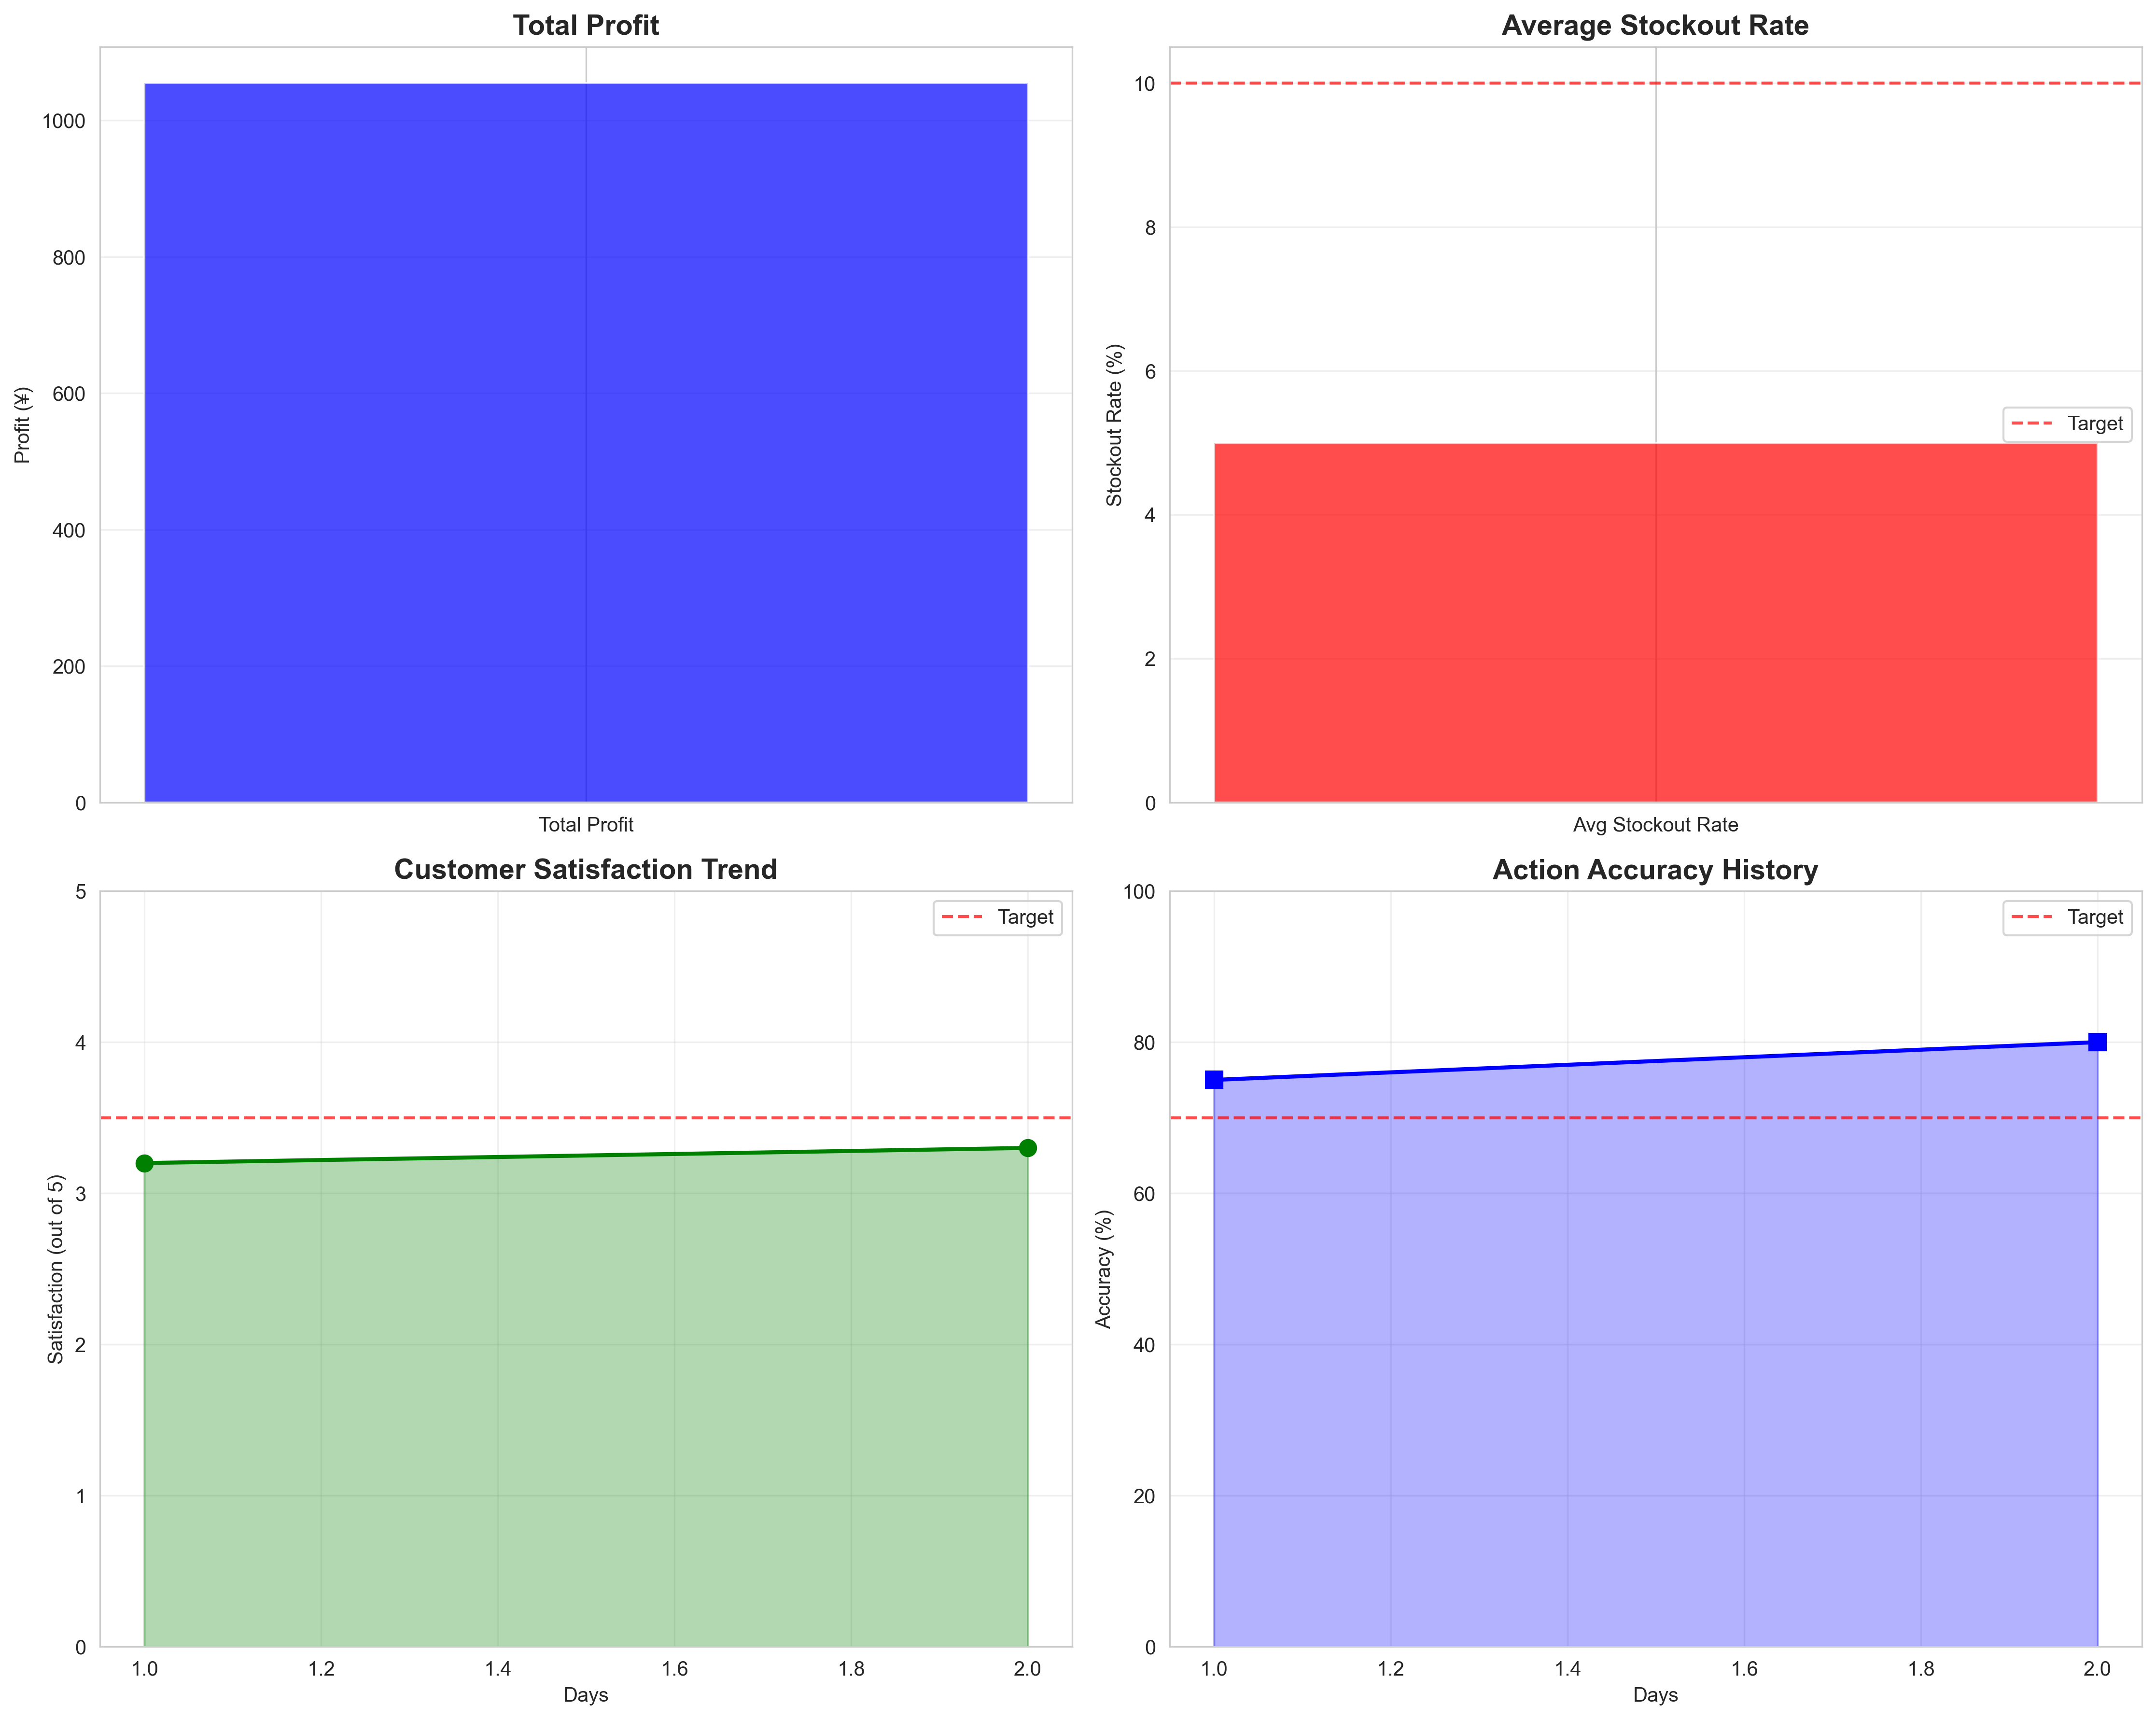 Total Profit
Profit (¥)
1000
800
600
400
200
0
Total Profit
Average Stockout Rate
Stockout Rate (%)
10
8
6
4
2
0
Target
Avg Stockout Rate
Customer Satisfaction Trend
Satisfaction (out of 5)
5
4
3
2
1
0
Target
1.0 1.2 1.4 1.6 1.8 2.0
Days
Action Accuracy History
Accuracy (%)
100
80
60
40
20
0
Target
1.0 1.2 1.4 1.6 1.8 2.0
Days